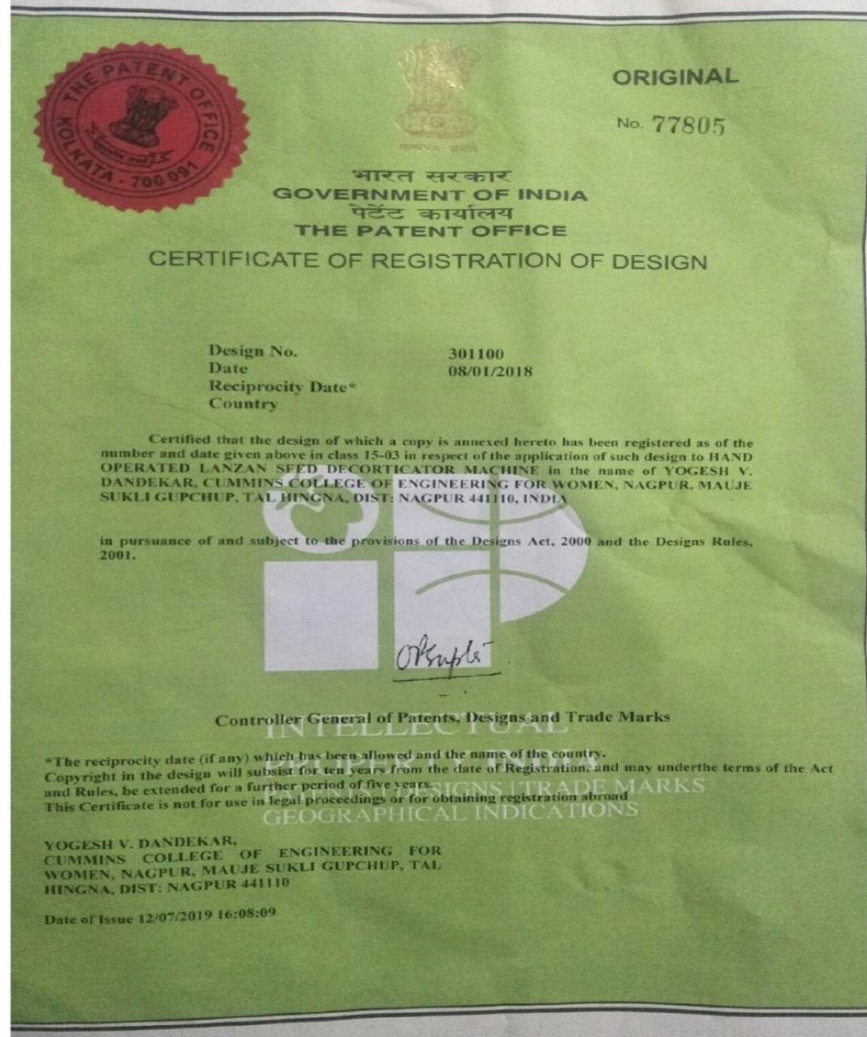 THE PATENT OFFICE
KOLKATA - 700 091
ORIGINAL
No. 77805
भारत सरकार
GOVERNMENT OF INDIA
पेटेंट कार्यालय
THE PATENT OFFICE
CERTIFICATE OF REGISTRATION OF DESIGN
Design No. 301100
Date 08/01/2018
Reciprocity Date*
Country
Certified that the design of which a copy is annexed hereto has been registered as of the
number and date given above in class 15-03 in respect of the application of such design to HAND
OPERATED LANZAN SEED DECORTICATOR MACHINE in the name of YOGESH V.
DANDEKAR, CUMMINS COLLEGE OF ENGINEERING FOR WOMEN, NAGPUR, MAUJE
SUKLI GUPCHUP, TAL HINGNA, DIST: NAGPUR 441110, INDIA
in pursuance of and subject to the provisions of the Designs Act, 2000 and the Designs Rules,
2001.
OPGupta
Controller General of Patents, Designs and Trade Marks
INTELLECTUAL
PROPERTY INDIA
*The reciprocity date (if any) which has been allowed and the name of the country.
Copyright in the design will subsist for ten years from the date of Registration, and may underthe terms of the Act
and Rules, be extended for a further period of five years.
PATENTS | DESIGNS | TRADE MARKS
This Certificate is not for use in legal proceedings or for obtaining registration abroad
GEOGRAPHICAL INDICATIONS
YOGESH V. DANDEKAR,
CUMMINS COLLEGE OF ENGINEERING FOR
WOMEN, NAGPUR, MAUJE SUKLI GUPCHUP, TAL
HINGNA, DIST: NAGPUR 441110
Date of Issue 12/07/2019 16:08:09